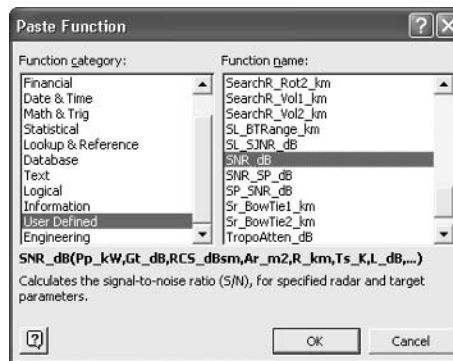 Paste Function
Function category:
Financial
Date & Time
Math & Trig
Statistical
Lookup & Reference
Database
Text
Logical
Information
User Defined
Engineering
Function name:
SearchR_Rot2_km
SearchR_Vol1_km
SearchR_Vol2_km
SL_BTRange_km
SL_SJNR_dB
SNR_dB
SNR_SP_dB
SP_SNR_dB
Sr_BowTie1_km
Sr_BowTie2_km
TropoAtten_dB
SNR_dB(Pp_kW,Gt_dB,RCS_dBsm,Ar_m2,R_km,Ts_K,L_dB,...)
Calculates the signal-to-noise ratio (S/N), for specified radar and target
parameters.
OK
Cancel